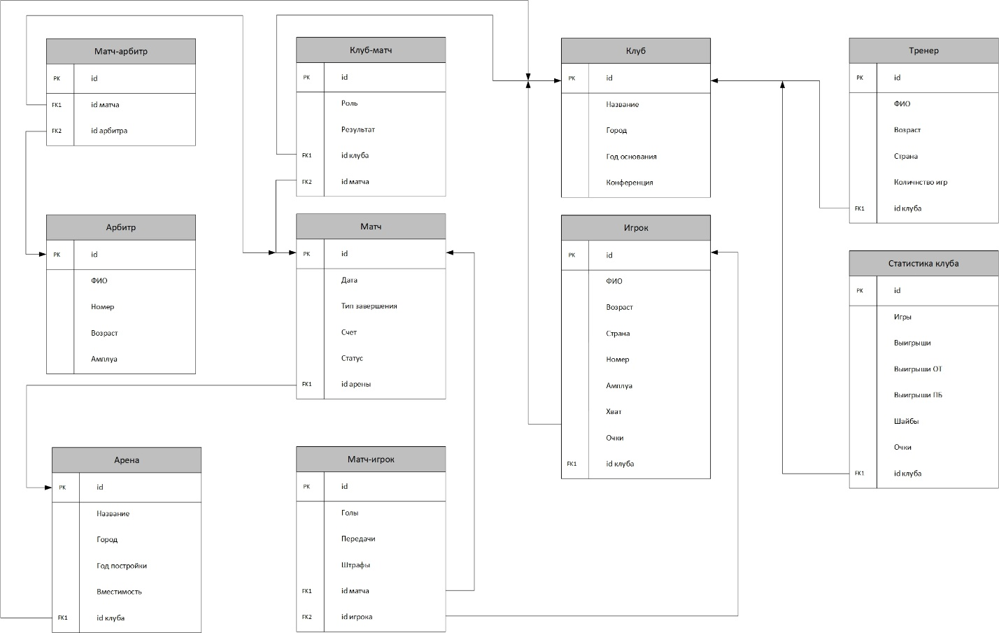 Матч-арбитр
PK id
FK1 id матча
FK2 id арбитра
Клуб-матч
PK id
Роль
Результат
FK1 id клуба
FK2 id матча
Клуб
PK id
Название
Город
Год основания
Конференция
Тренер
PK id
ФИО
Возраст
Страна
Количнство игр
FK1 id клуба
Арбитр
PK id
ФИО
Номер
Возраст
Амплуа
Матч
PK id
Дата
Тип завершения
Счет
Статус
FK1 id арены
Игрок
PK id
ФИО
Возраст
Страна
Номер
Амплуа
Хват
Очки
FK1 id клуба
Статистика клуба
PK id
Игры
Выигрыши
Выигрыши ОТ
Выигрыши ПБ
Шайбы
Очки
FK1 id клуба
Арена
PK id
Название
Город
Год постройки
Вместимость
FK1 id клуба
Матч-игрок
PK id
Голы
Передачи
Штрафы
FK1 id матча
FK2 id игрока